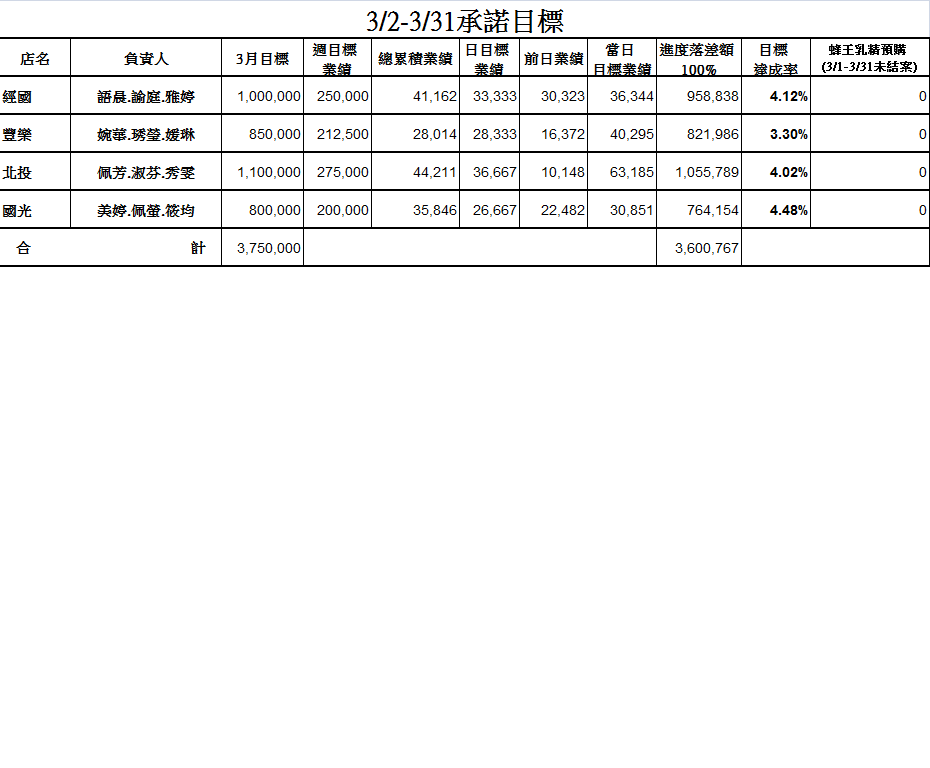 3/2-3/31承諾目標
店名 負責人 3月目標 週目標業績 總累積業績 日目標業績 前日業績 當日目標業績 進度落差額100% 目標達成率 蜂王乳精預購(3/1-3/31未結案)
經國 語晨.諭庭.雅婷 1,000,000 250,000 41,162 33,333 30,323 36,344 958,838 4.12% 0
豐樂 婉華.琇瑩.媛琳 850,000 212,500 28,014 28,333 16,372 40,295 821,986 3.30% 0
北投 佩芳.淑芬.秀雯 1,100,000 275,000 44,211 36,667 10,148 63,185 1,055,789 4.02% 0
國光 美婷.佩螢.筱均 800,000 200,000 35,846 26,667 22,482 30,851 764,154 4.48% 0
合計 3,750,000 3,600,767